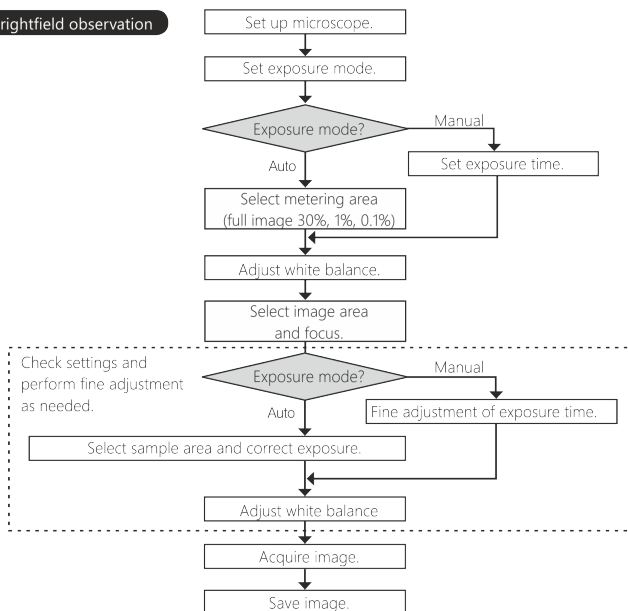 rightfield observation
Set up microscope.
Set exposure mode.
Exposure mode?
Manual
Auto
Set exposure time.
Select metering area
(full image 30%, 1%, 0.1%)
Adjust white balance.
Select image area
and focus.
Check settings and
perform fine adjustment
as needed.
Exposure mode?
Manual
Auto
Fine adjustment of exposure time.
Select sample area and correct exposure.
Adjust white balance
Acquire image.
Save image.